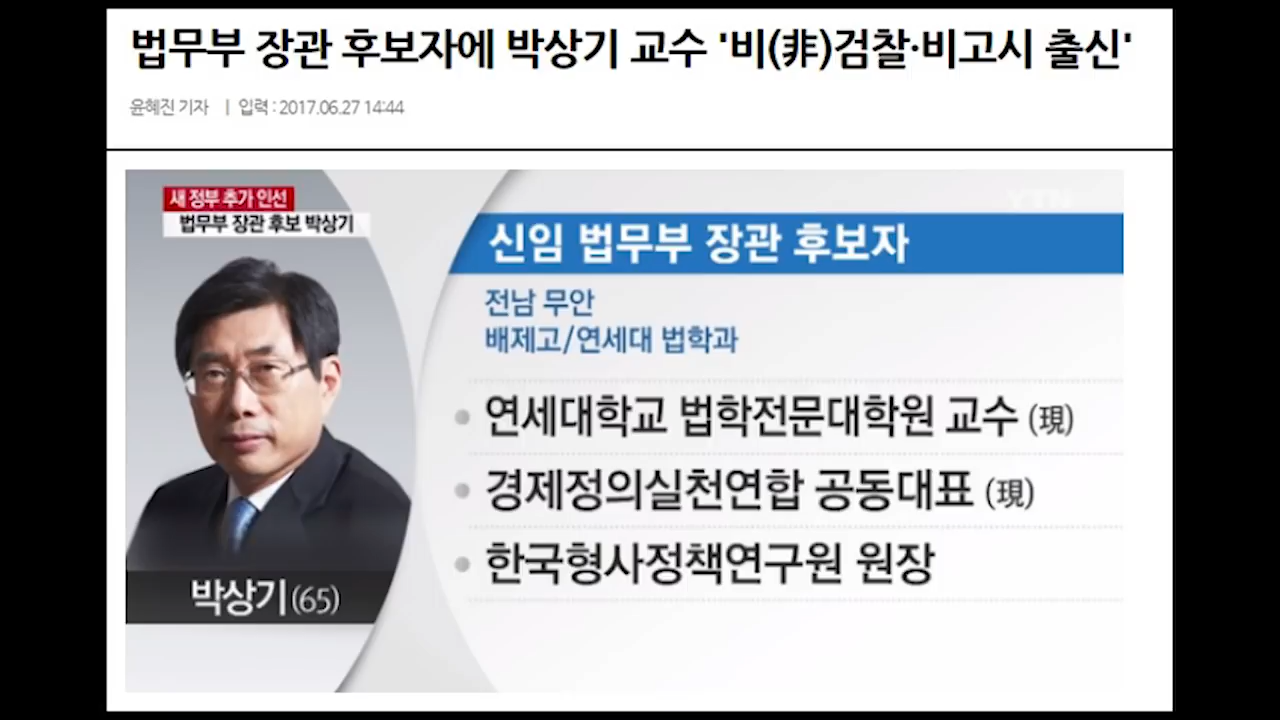 법무부 장관 후보자에 박상기 교수 '비(非)검찰·비고시 출신'
윤혜진 기자 | 입력 : 2017.06.27 14:44
YTN
새 정부 추가 인선
법무부 장관 후보 박상기
신임 법무부 장관 후보자
전남 무안
배제고/연세대 법학과
연세대학교 법학전문대학원 교수 (現)
경제정의실천연합 공동대표 (現)
한국형사정책연구원 원장
박상기(65)